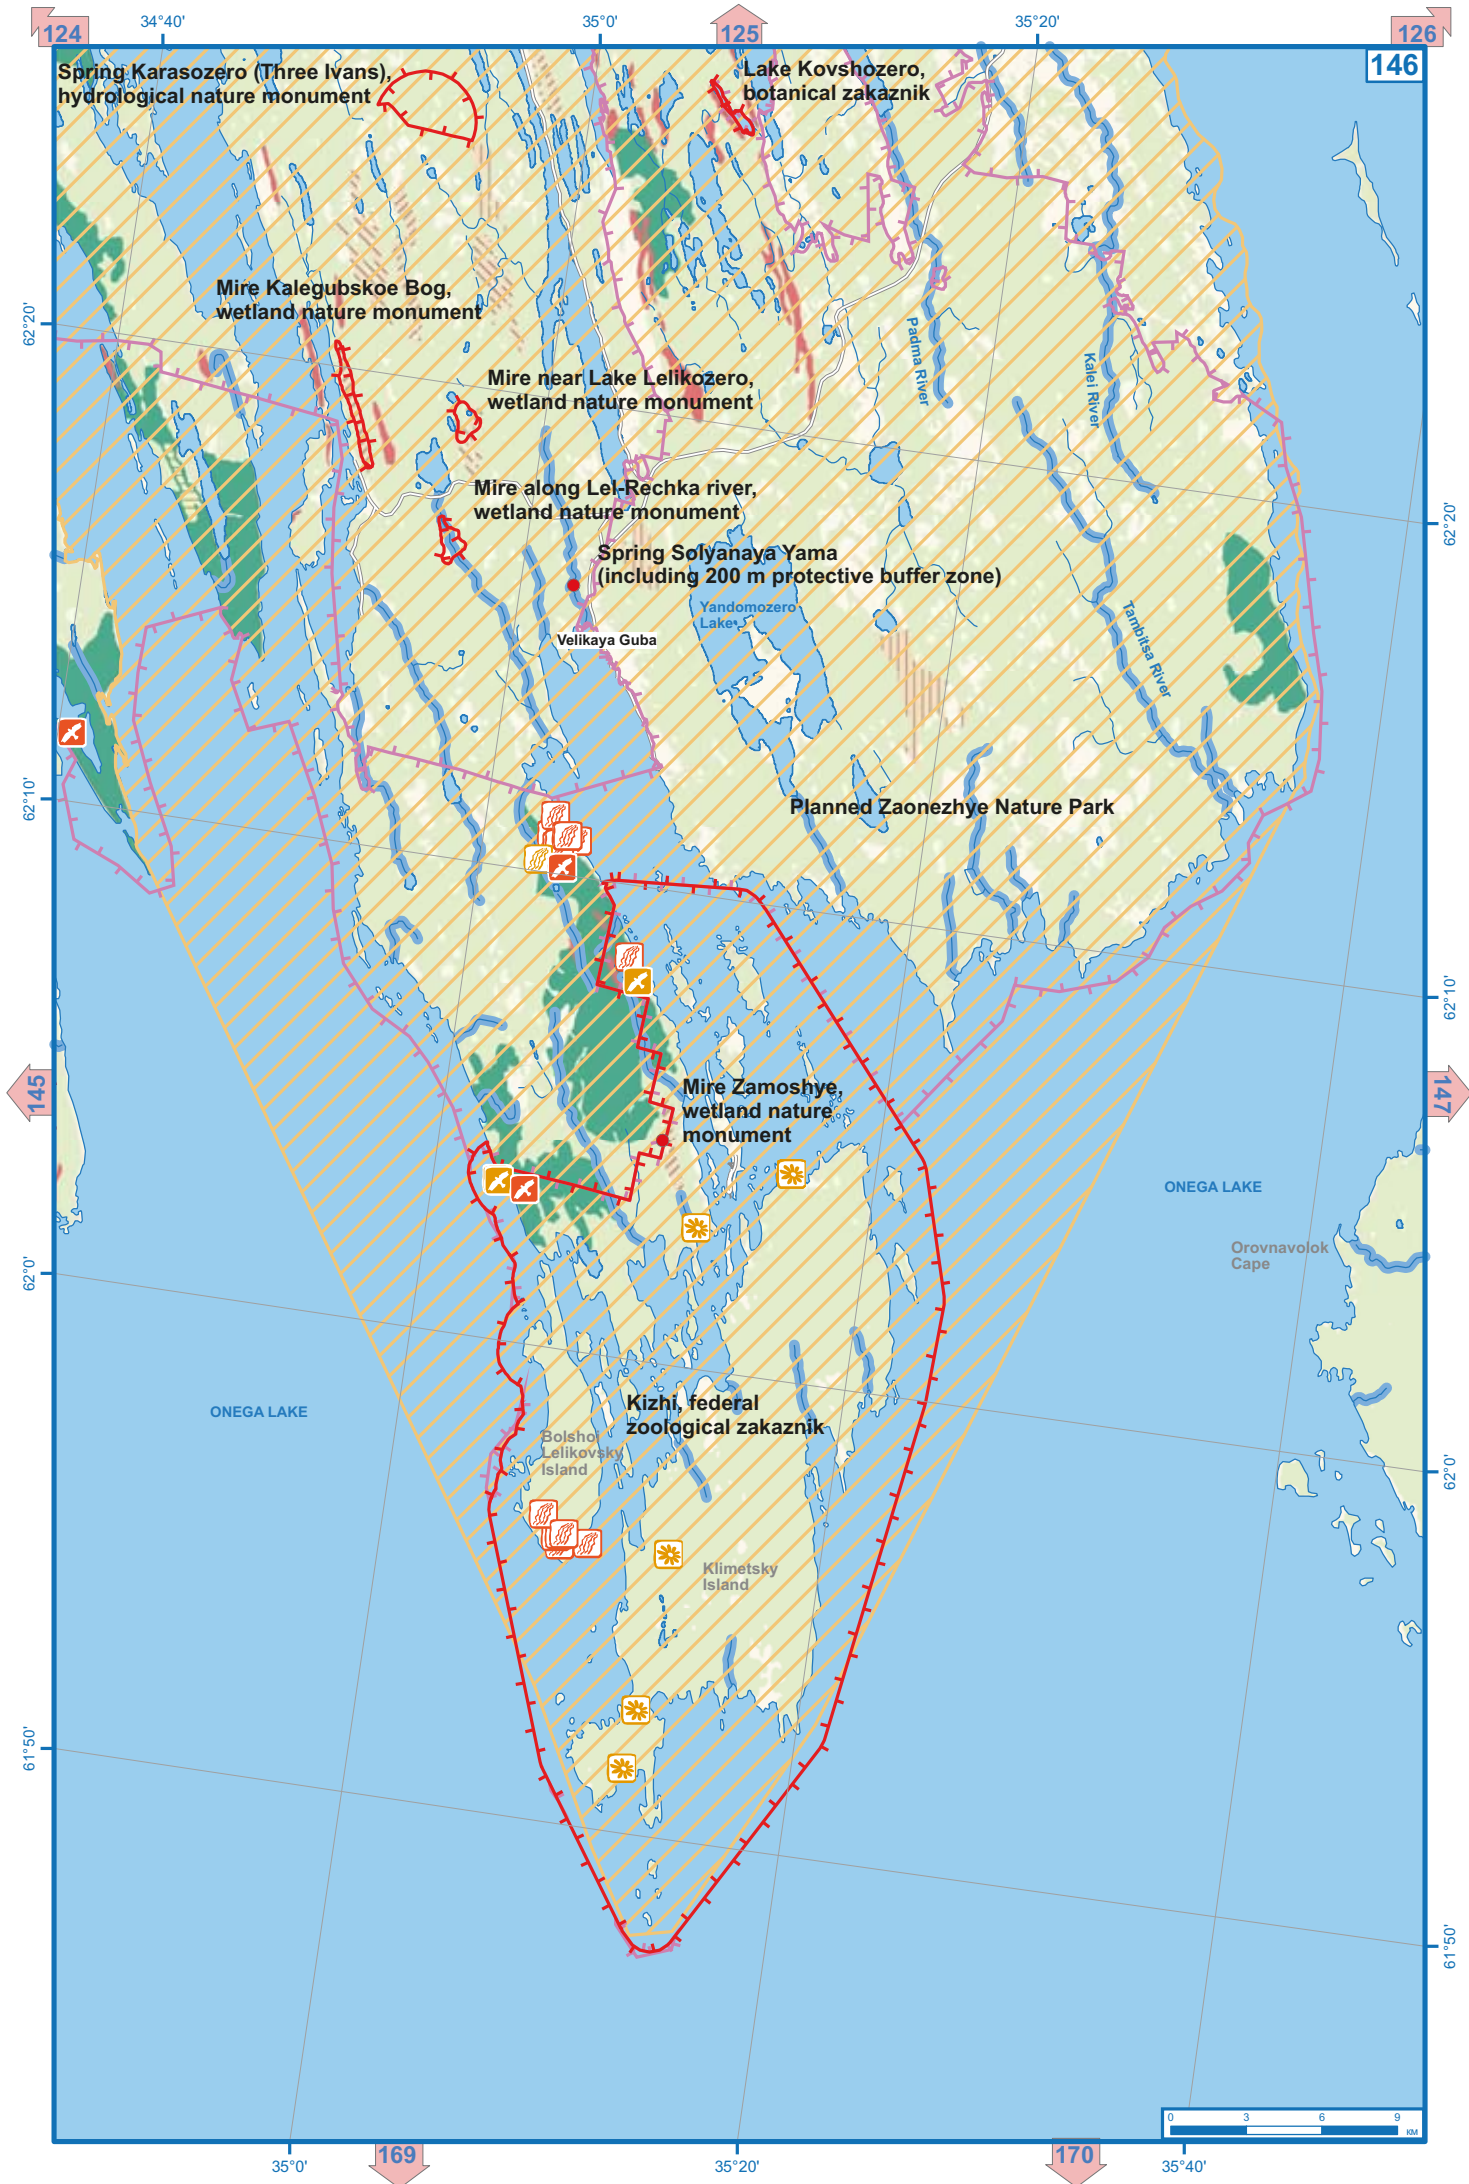 34°40'
35°0'
35°20'
124
125
126
146
Spring Karasozero (Three Ivans),
hydrological nature monument
Lake Kovshozero,
botanical zakaznik
Mire Kalegubskoe Bog,
wetland nature monument
62°20'
Padma River
Kalei River
Mire near Lake Lelikozero,
wetland nature monument
Mire along Lel-Rechka river,
wetland nature monument
62°20'
Spring Solyanaya Yama
(including 200 m protective buffer zone)
Yandomozero
Lake
Velikaya Guba
Tambitsa River
62°10'
Planned Zaonezhye Nature Park
62°10'
145
147
Mire Zamoshye,
wetland nature
monument
ONEGA LAKE
Orovnavolok
Cape
62°0'
Kizhi, federal
zoological zakaznik
ONEGA LAKE
Bolshoi
Lelikovsky
Island
62°0'
Klimetsky
Island
61°50'
61°50'
0 3 6 9
КМ
169
170
35°0'
35°20'
35°40'